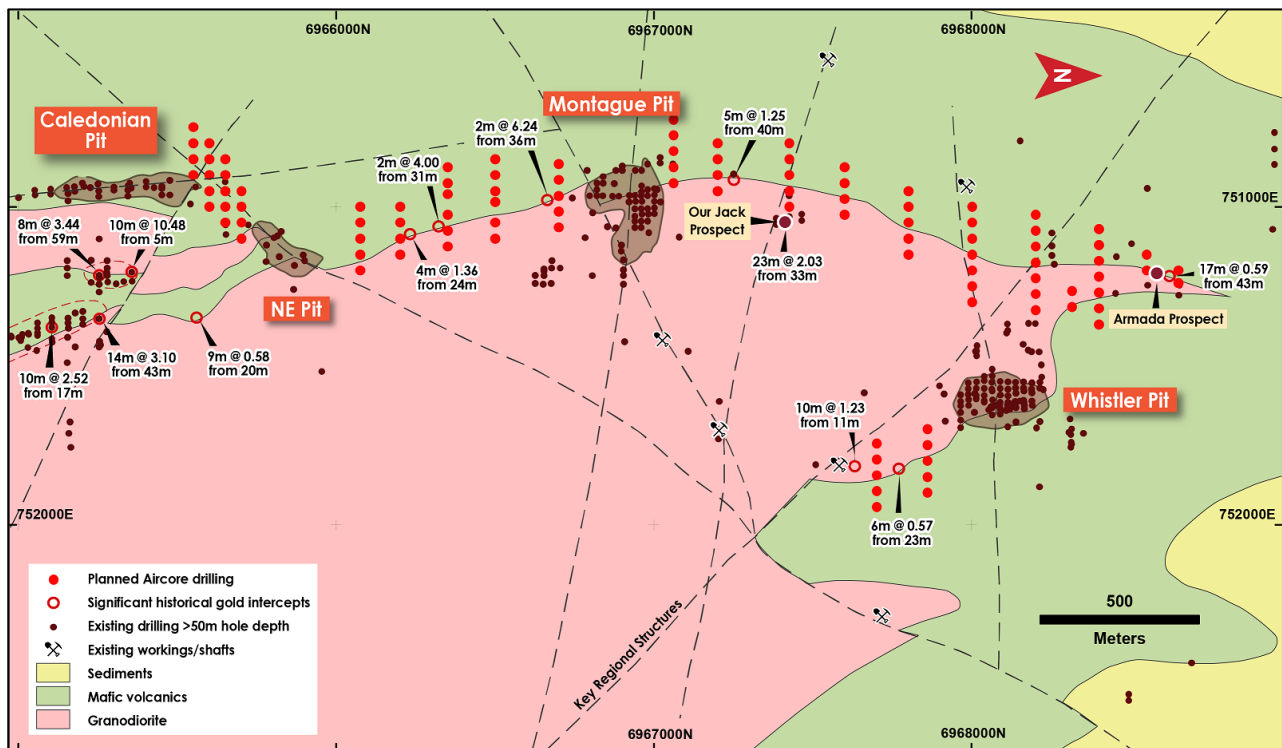 6966000N
6967000N
6968000N
N
Caledonian
Pit
Montague Pit
2m @ 6.24
from 36m
5m @ 1.25
from 40m
2m @ 4.00
from 31m
751000E
8m @ 3.44
from 59m
10m @ 10.48
from 5m
Our Jack
Prospect
23m @ 2.03
from 33m
4m @ 1.36
from 24m
17m @ 0.59
from 43m
NE Pit
Armada Prospect
14m @ 3.10
from 43m
9m @ 0.58
from 20m
10m @ 2.52
from 17m
Whistler Pit
10m @ 1.23
from 11m
6m @ 0.57
from 23m
752000E
Planned Aircore drilling
Significant historical gold intercepts
Existing drilling >50m hole depth
Existing workings/shafts
Sediments
Mafic volcanics
Granodiorite
Key Regional Structures
500
Meters
6967000N
6968000N